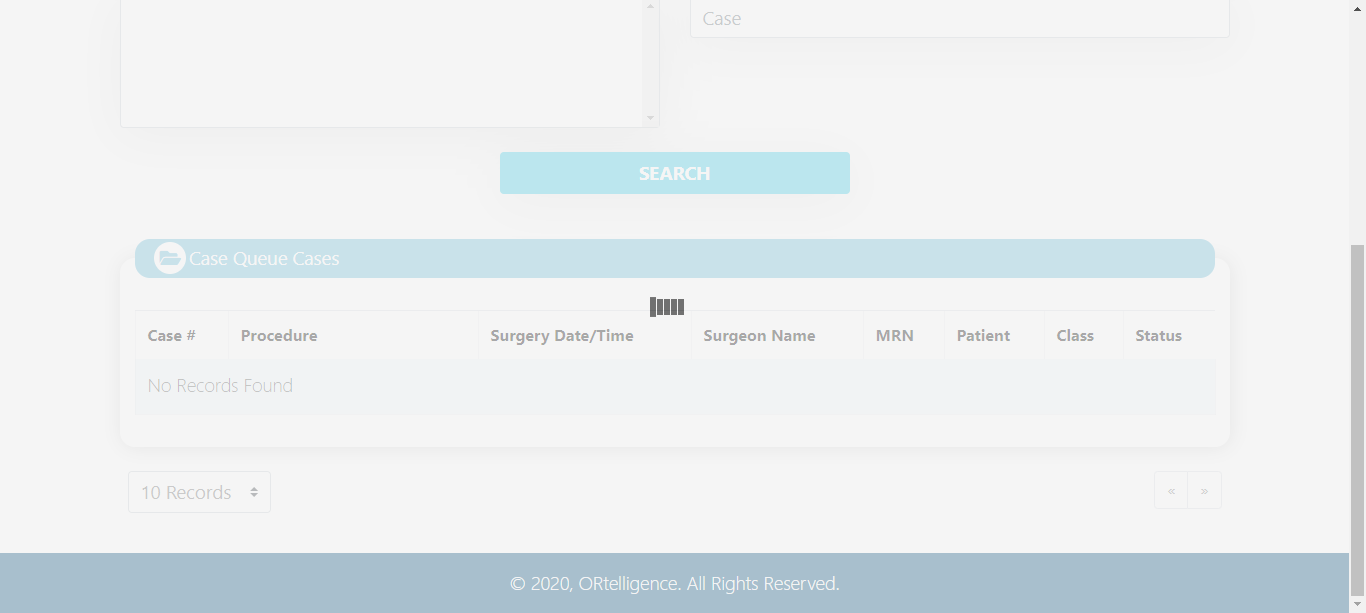 Case
SEARCH
Case Queue Cases
Case # Procedure Surgery Date/Time Surgeon Name MRN Patient Class Status
No Records Found
10 Records « »
© 2020, ORtelligence. All Rights Reserved.